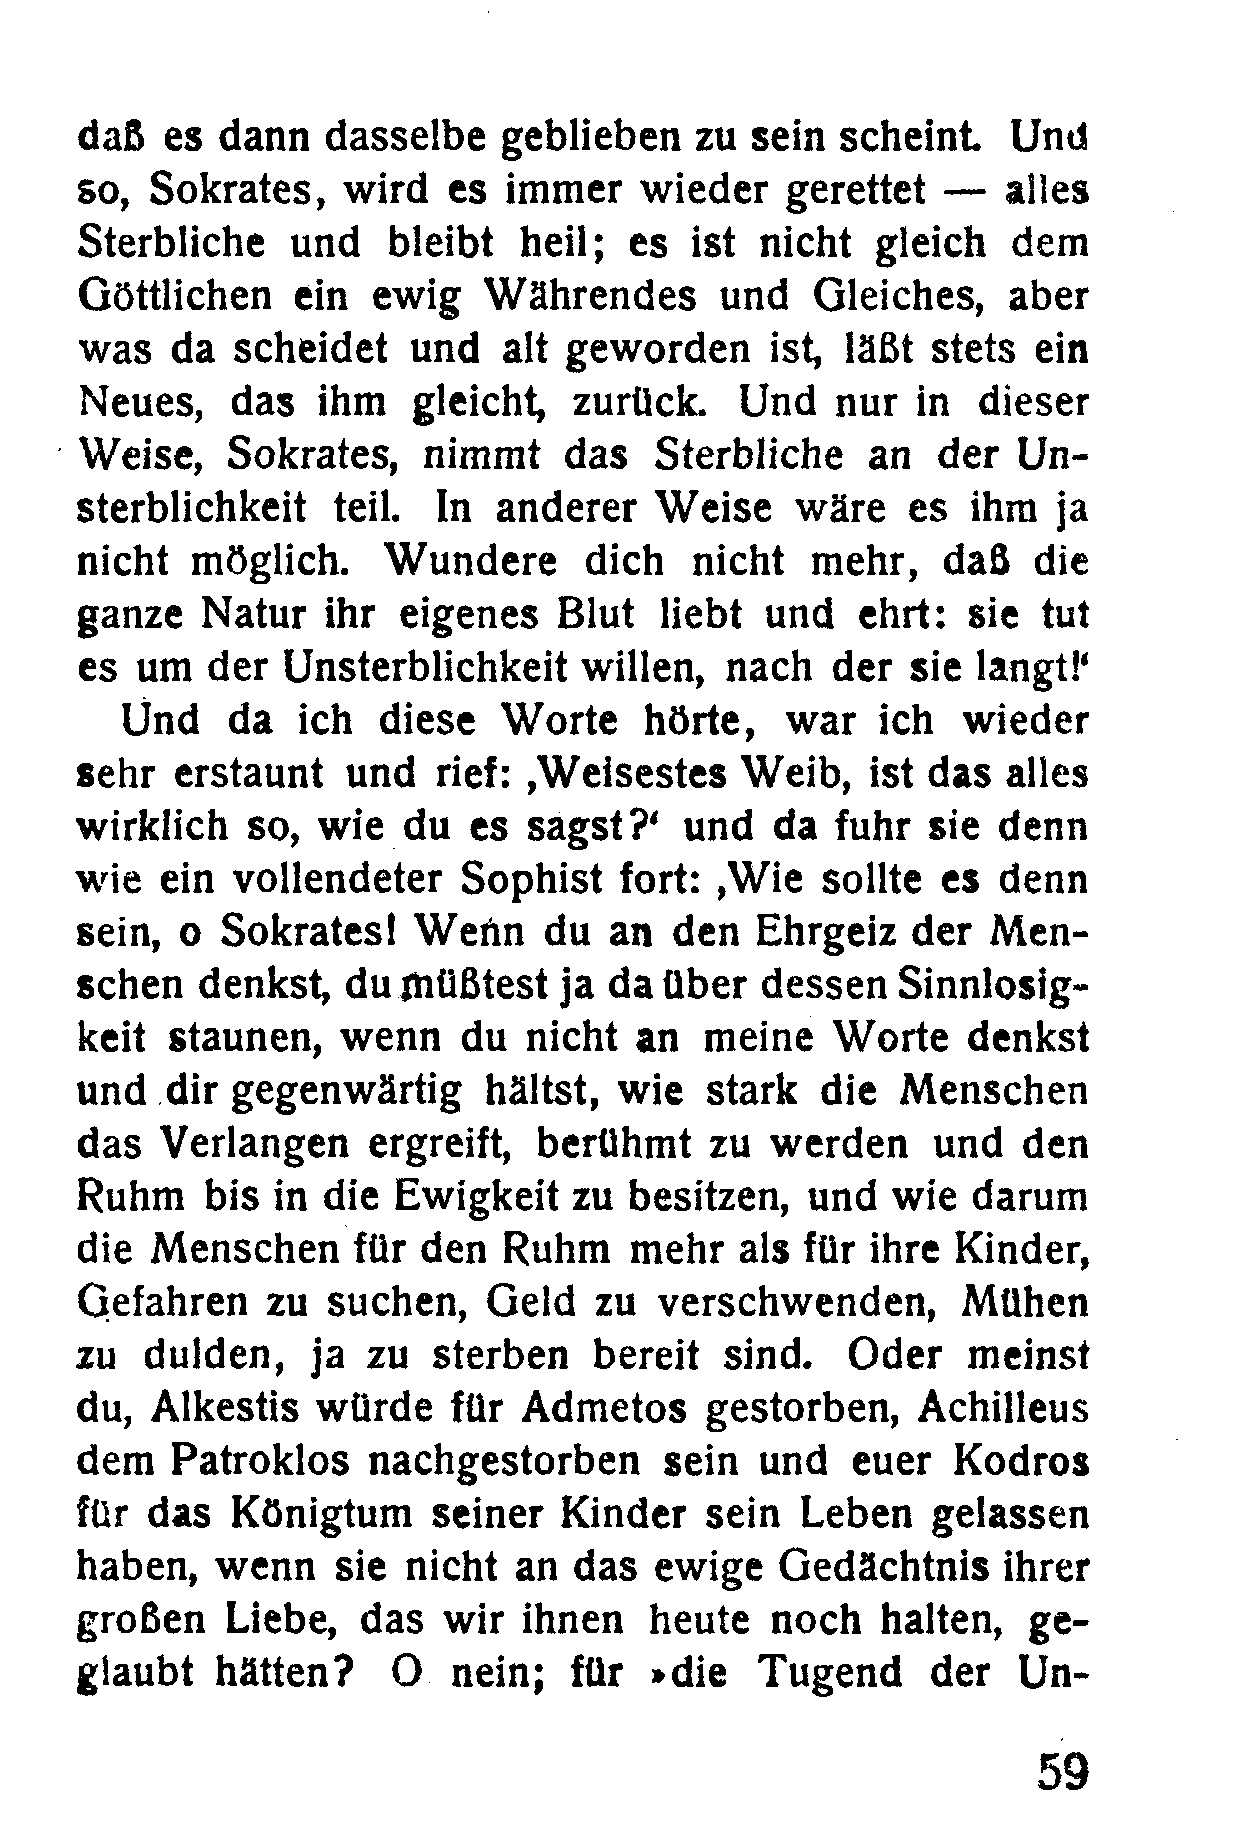 daß es dann dasselbe geblieben zu sein scheint. Und
so, Sokrates, wird es immer wieder gerettet — alles
Sterbliche und bleibt heil; es ist nicht gleich dem
Göttlichen ein ewig Währendes und Gleiches, aber
was da scheidet und alt geworden ist, läßt stets ein
Neues, das ihm gleicht, zurück. Und nur in dieser
Weise, Sokrates, nimmt das Sterbliche an der Un-
sterblichkeit teil. In anderer Weise wäre es ihm ja
nicht möglich. Wundere dich nicht mehr, daß die
ganze Natur ihr eigenes Blut liebt und ehrt: sie tut
es um der Unsterblichkeit willen, nach der sie langt!‘
Und da ich diese Worte hörte, war ich wieder
sehr erstaunt und rief: ‚Weisestes Weib, ist das alles
wirklich so, wie du es sagst?‘ und da fuhr sie denn
wie ein vollendeter Sophist fort: ‚Wie sollte es denn
sein, o Sokrates! Wenn du an den Ehrgeiz der Men-
schen denkst, du müßtest ja da über dessen Sinnlosig-
keit staunen, wenn du nicht an meine Worte denkst
und dir gegenwärtig hältst, wie stark die Menschen
das Verlangen ergreift, berühmt zu werden und den
Ruhm bis in die Ewigkeit zu besitzen, und wie darum
die Menschen für den Ruhm mehr als für ihre Kinder,
Gefahren zu suchen, Geld zu verschwenden, Mühen
zu dulden, ja zu sterben bereit sind. Oder meinst
du, Alkestis würde für Admetos gestorben, Achilleus
dem Patroklos nachgestorben sein und euer Kodros
für das Königtum seiner Kinder sein Leben gelassen
haben, wenn sie nicht an das ewige Gedächtnis ihrer
großen Liebe, das wir ihnen heute noch halten, ge-
glaubt hätten? O nein; für »die Tugend der Un-
59